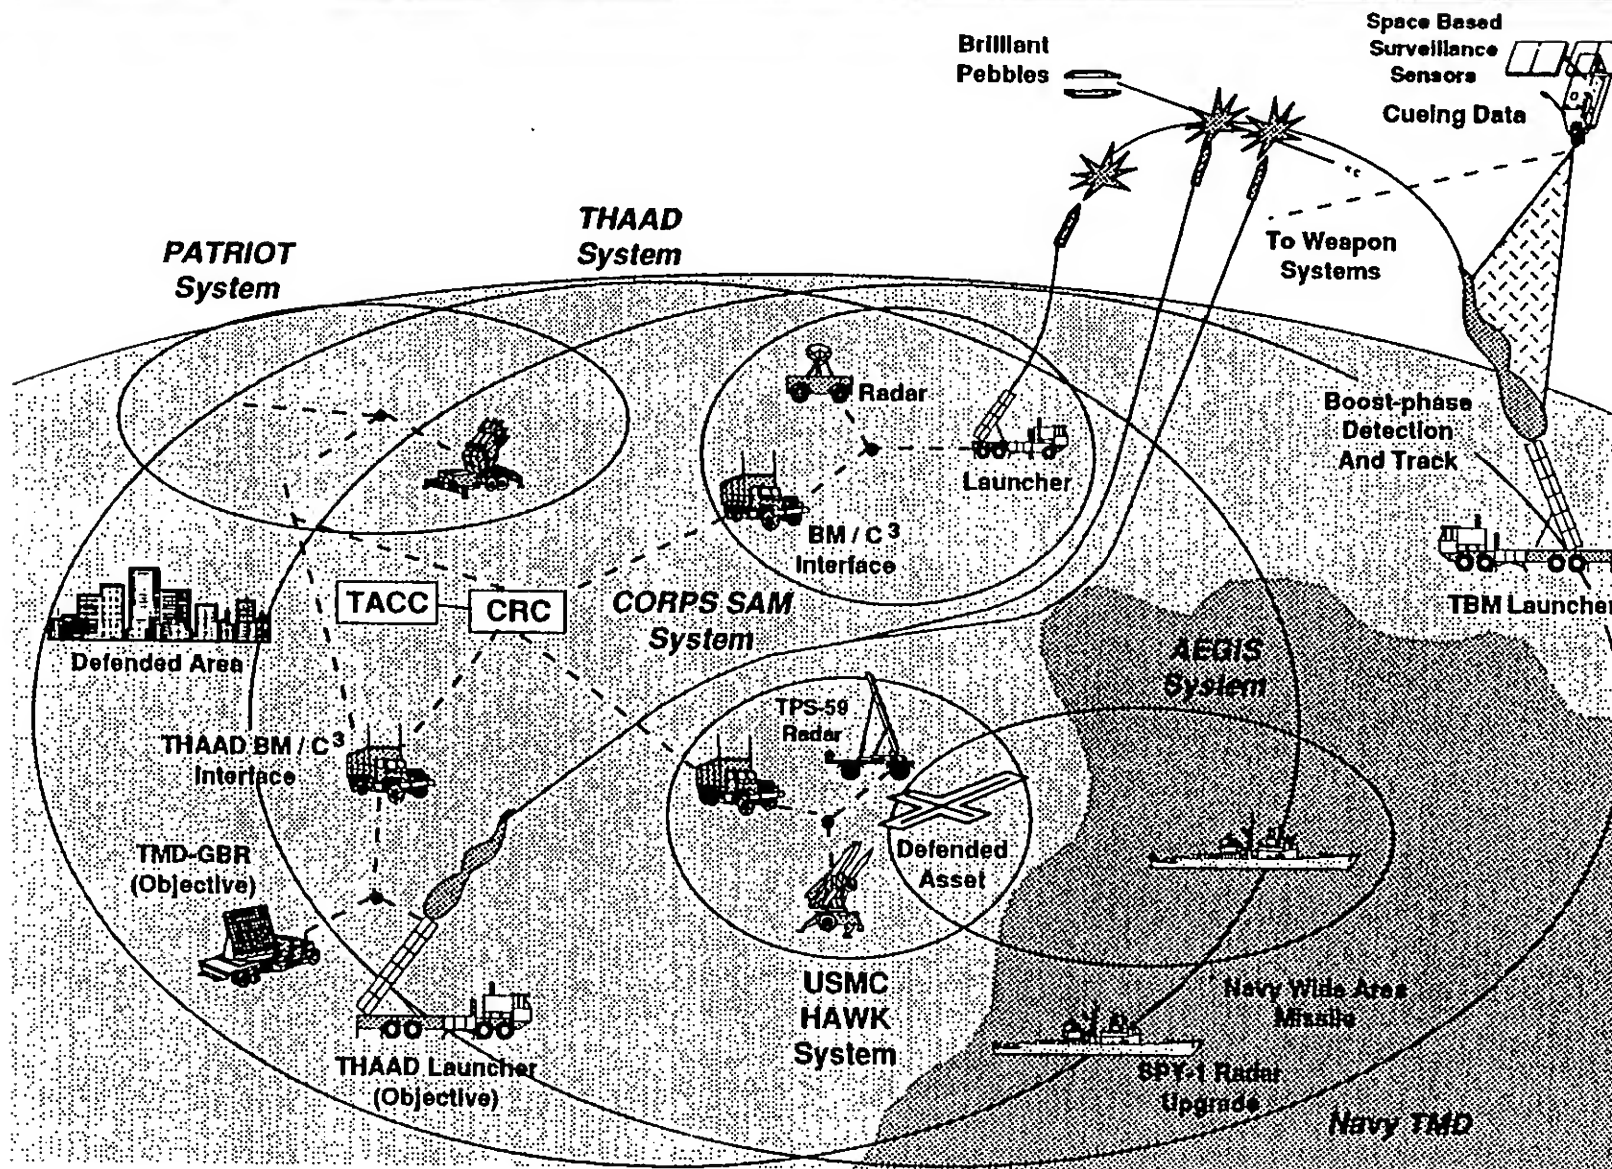 Brilliant
Pebbles
Space Based
Surveillance
Sensors
Cueing Data
To Weapon
Systems
THAAD
System
PATRIOT
System
Radar
Launcher
BM / C³
Interface
Boost-phase
Detection
And Track
TBM Launcher
TACC
CRC
CORPS SAM
System
Defended Area
AEGIS
System
TPS-59
Radar
THAAD BM / C³
Interface
Defended
Asset
TMD-GBR
(Objective)
USMC
HAWK
System
Navy Wide Area
Missile
THAAD Launcher
(Objective)
SPY-1 Radar
Upgrade
Navy TMD